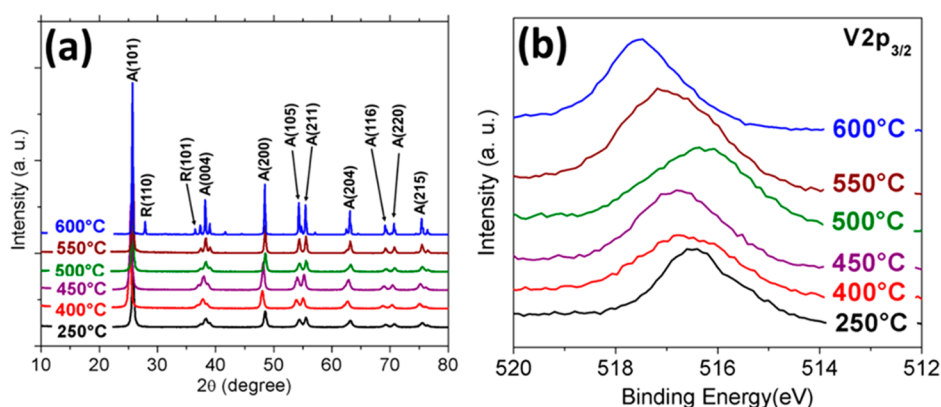 (a)
A(101)
R(110)
R(101)
A(004)
A(200)
A(105)
A(211)
A(204)
A(116)
A(220)
A(215)
600°C
550°C
500°C
450°C
400°C
250°C
Intensity (a. u.)
10 20 30 40 50 60 70 80
2θ (degree)
(b)
V2p3/2
600°C
550°C
500°C
450°C
400°C
250°C
Intensity (a. u.)
520 518 516 514 512
Binding Energy(eV)